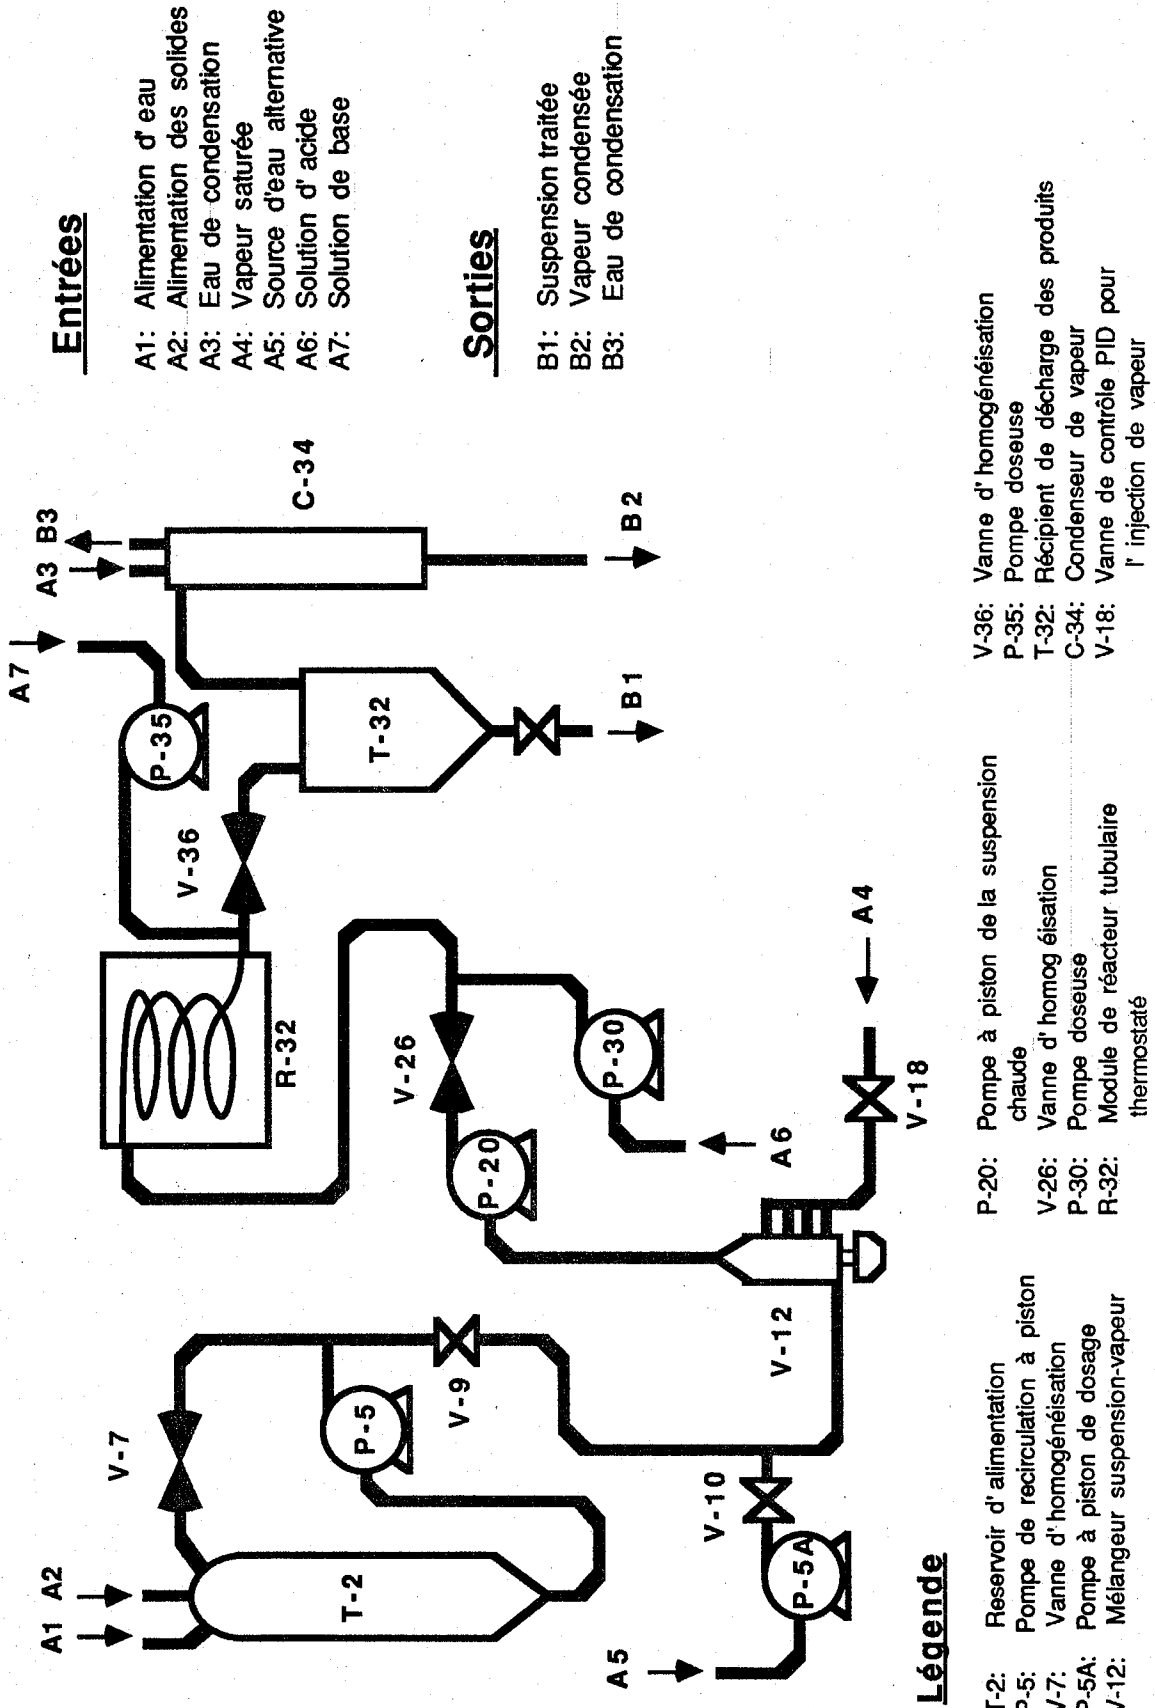 A1
A2
T-2
V-7
P-5
V-9
A5
P-5A
V-10
V-12
V-18
A4
P-20
V-26
P-30
A6
R-32
V-36
P-35
A7
T-32
B1
A3
B3
C-34
B2
Entrées
A1: Alimentation d'eau
A2: Alimentation des solides
A3: Eau de condensation
A4: Vapeur saturée
A5: Source d'eau alternative
A6: Solution d'acide
A7: Solution de base
Sorties
B1: Suspension traitée
B2: Vapeur condensée
B3: Eau de condensation
Légende
T-2: Reservoir d'alimentation
P-5: Pompe de recirculation à piston
V-7: Vanne d'homogénéisation
P-5A: Pompe à piston de dosage
V-12: Mélangeur suspension-vapeur
P-20: Pompe à piston de la suspension
chaude
V-26: Vanne d'homog éisation
P-30: Pompe doseuse
R-32: Module de réacteur tubulaire
thermostaté
V-36: Vanne d'homogénéisation
P-35: Pompe doseuse
T-32: Récipient de décharge des produits
C-34: Condenseur de vapeur
V-18: Vanne de contrôle PID pour
l'injection de vapeur